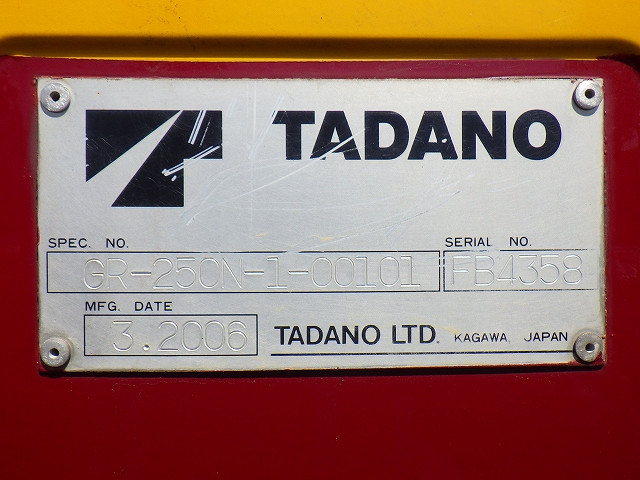 TADANO
SPEC. NO. SERIAL NO.
GR-250N-1-00101 FB4358
MFG. DATE
3.2006 TADANO LTD. KAGAWA, JAPAN